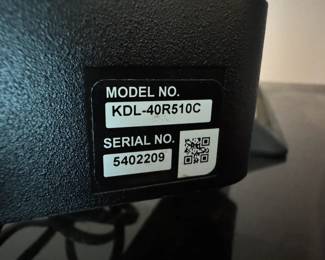 MODEL NO.
KDL-40R510C
SERIAL NO.
5402209